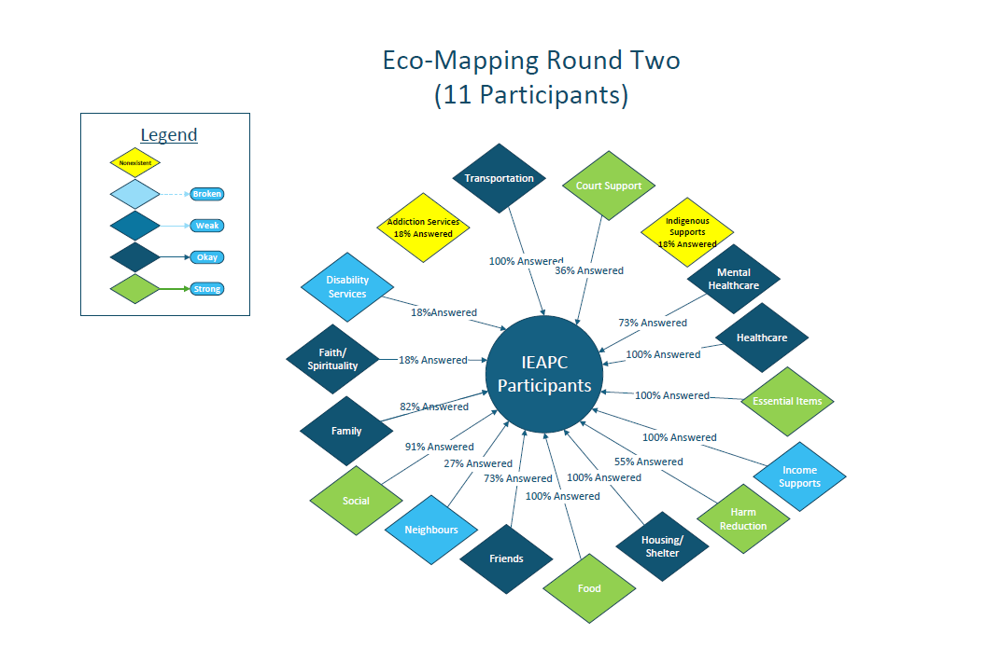 Eco-Mapping Round Two
(11 Participants)
Legend
Nonexistent
Broken
Weak
Okay
Strong
Transportation
Court Support
Addiction Services
18% Answered
Indigenous
Supports
18% Answered
Mental
Healthcare
Disability
Services
100% Answered
36% Answered
18%Answered
73% Answered
Healthcare
Faith/
Spirituality
18% Answered
100% Answered
IEAPC
Participants
Essential Items
100% Answered
Family
82% Answered
100% Answered
Income
Supports
91% Answered
27% Answered
55% Answered
73% Answered
100% Answered
100% Answered
Social
Harm
Reduction
Neighbours
Housing/
Shelter
Friends
Food